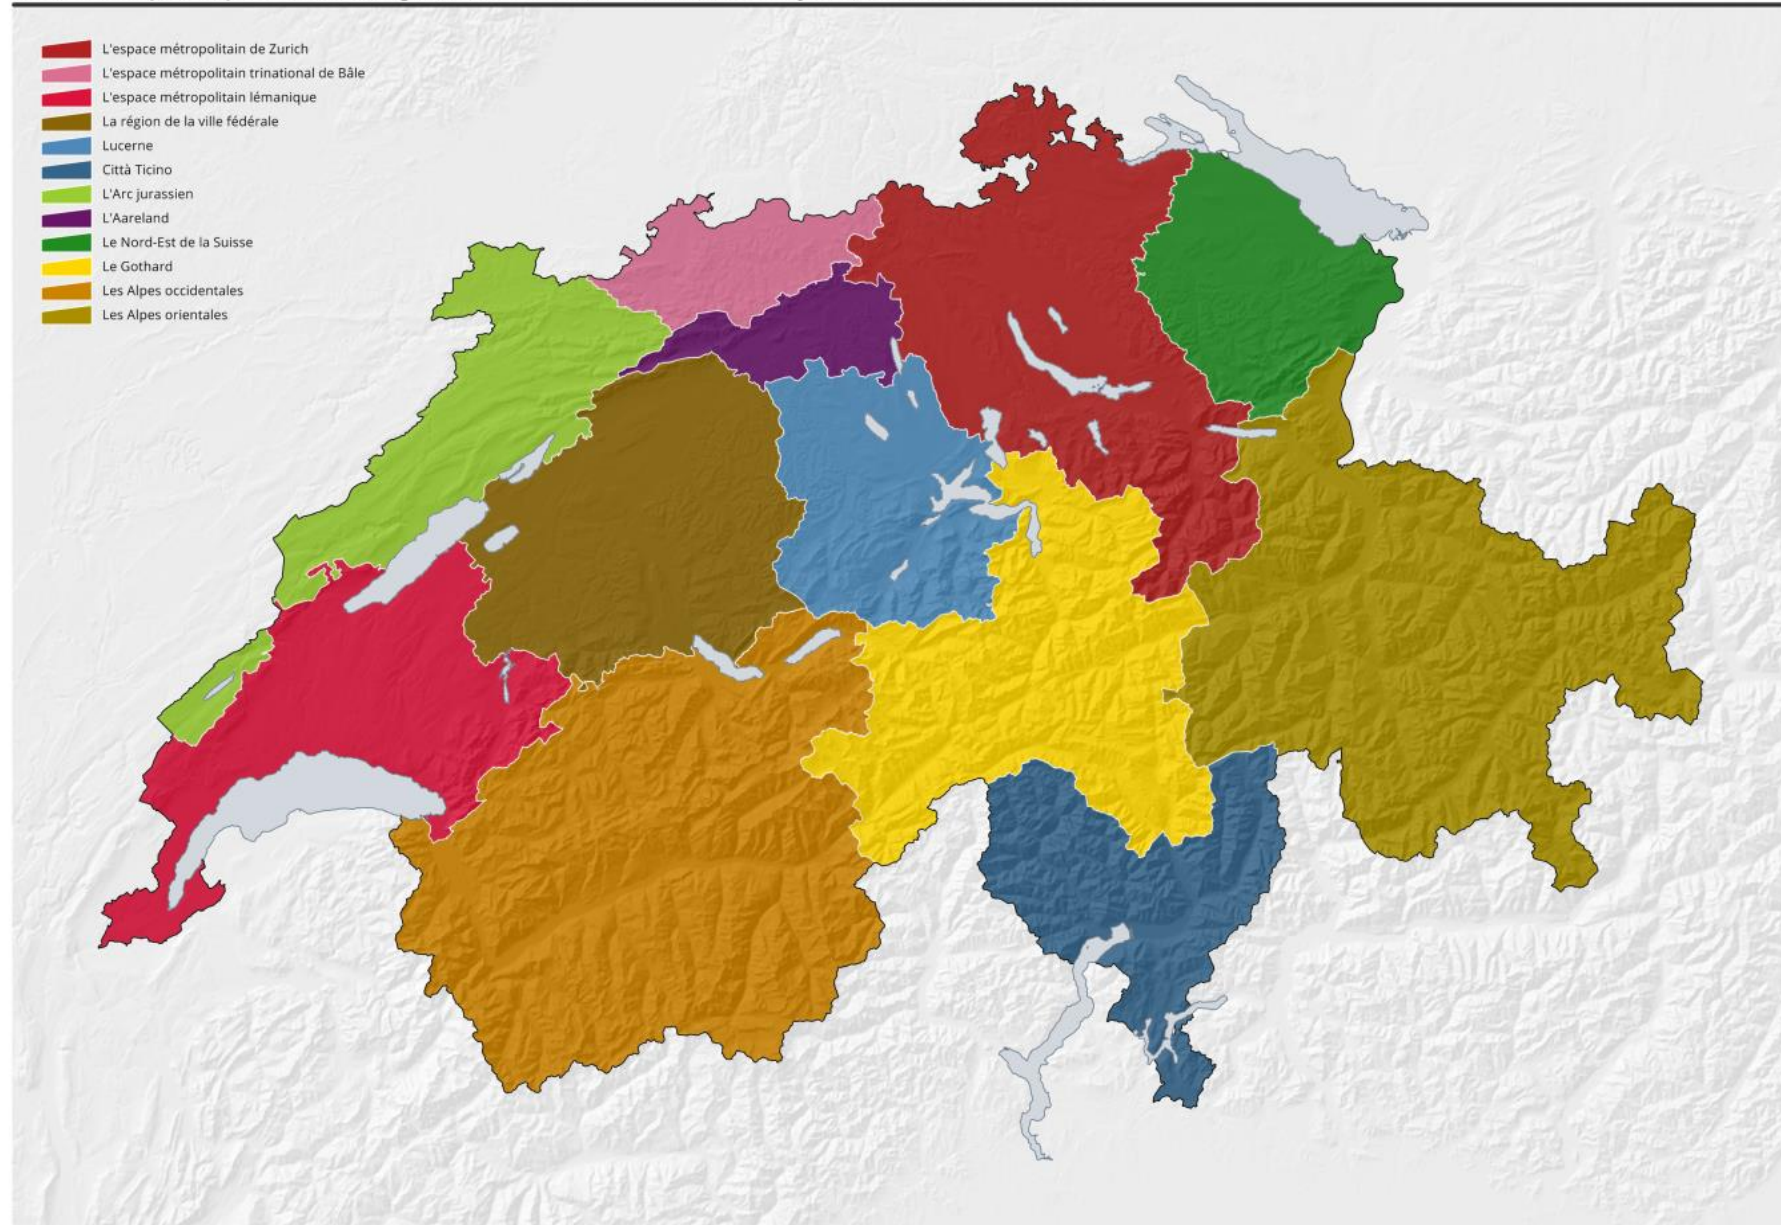 L'espace métropolitain de Zurich
L'espace métropolitain trinational de Bâle
L'espace métropolitain lémanique
La région de la ville fédérale
Lucerne
Città Ticino
L'Arc jurassien
L'Aareland
Le Nord-Est de la Suisse
Le Gothard
Les Alpes occidentales
Les Alpes orientales